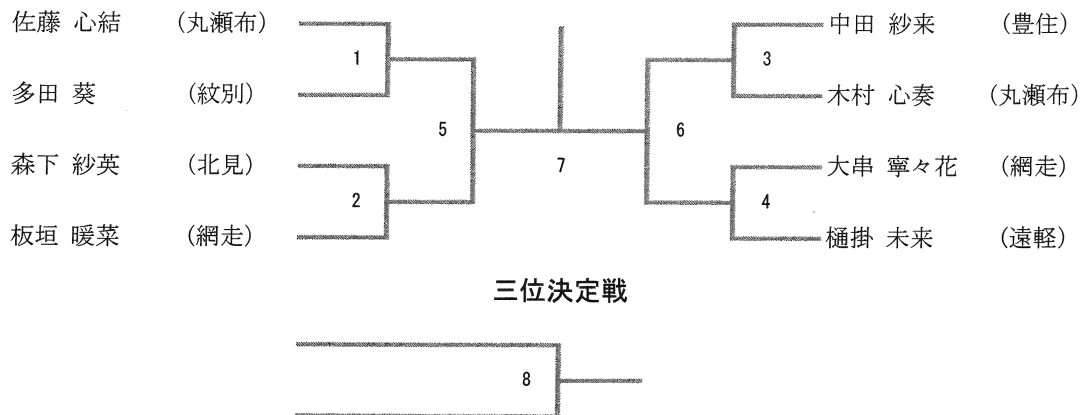 佐藤 心結 (丸瀬布)
1
多田 葵 (紋別)
5
森下 紗英 (北見)
2
板垣 暖菜 (網走)
7
中田 紗来 (豊住)
3
木村 心奏 (丸瀬布)
6
大串 寧々花 (網走)
4
樋掛 未来 (遠軽)
三位決定戦
8